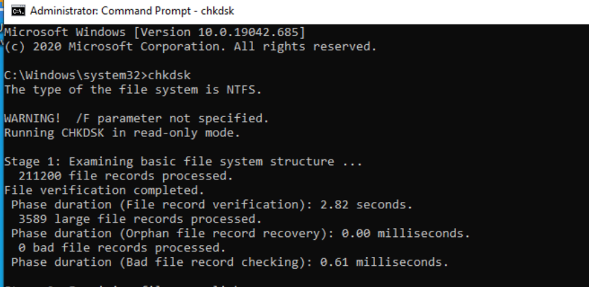 Administrator: Command Prompt - chkdsk
Microsoft Windows [Version 10.0.19042.685]
(c) 2020 Microsoft Corporation. All rights reserved.
C:\Windows\system32>chkdsk
The type of the file system is NTFS.
WARNING!  /F parameter not specified.
Running CHKDSK in read-only mode.
Stage 1: Examining basic file system structure ...
  211200 file records processed.
File verification completed.
 Phase duration (File record verification): 2.82 seconds.
  3589 large file records processed.
 Phase duration (Orphan file record recovery): 0.00 milliseconds.
  0 bad file records processed.
 Phase duration (Bad file record checking): 0.61 milliseconds.